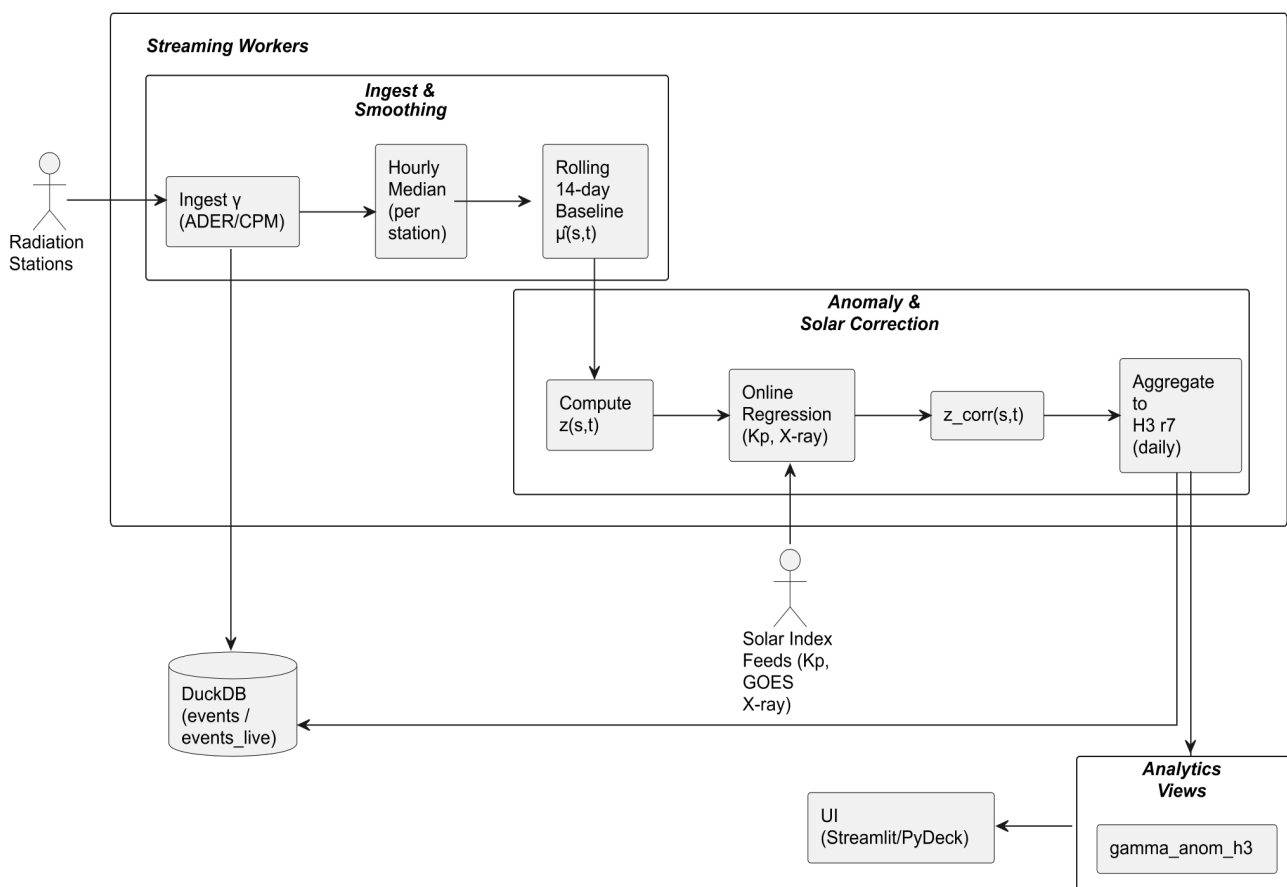 Streaming Workers
Ingest &
Smoothing
Radiation
Stations
Ingest γ
(ADER/CPM)
Hourly
Median
(per
station)
Rolling
14-day
Baseline
μ̃(s,t)
Anomaly &
Solar Correction
Compute
z(s,t)
Online
Regression
(Kp, X-ray)
z_corr(s,t)
Aggregate
to
H3 r7
(daily)
Solar Index
Feeds (Kp,
GOES
X-ray)
DuckDB
(events /
events_live)
Analytics
Views
gamma_anom_h3
UI
(Streamlit/PyDeck)